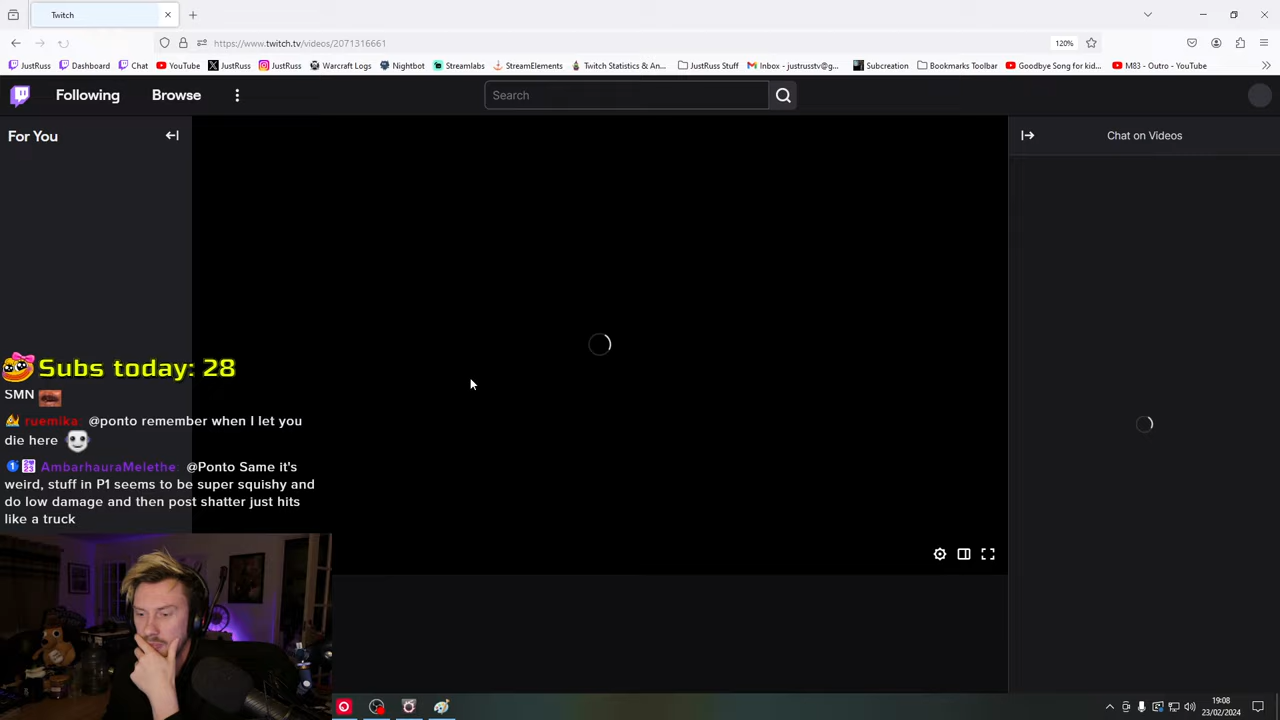 Twitch
https://www.twitch.tv/videos/2071316661
120%
JustRuss
Dashboard
Chat
YouTube
JustRuss
JustRuss
Warcraft Logs
Nightbot
Streamlabs
StreamElements
Twitch Statistics & An...
JustRuss Stuff
Inbox - justrusstv@g...
Subcreation
Bookmarks Toolbar
Goodbye Song for kid...
M83 - Outro - YouTube
Following
Browse
Search
For You
Chat on Videos
Subs today: 28
SMN
ruemika: @ponto remember when I let you
die here
AmbarhauraMelethe: @Ponto Same it's
weird, stuff in P1 seems to be super squishy and
do low damage and then post shatter just hits
like a truck
19:08
23/02/2024